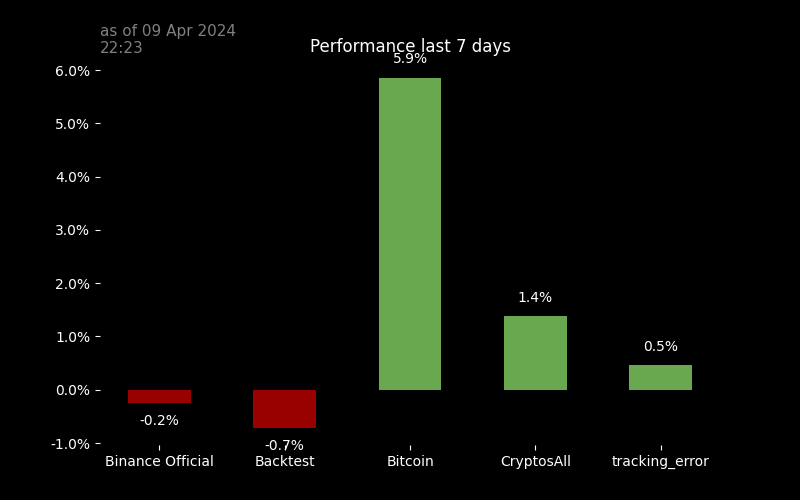 as of 09 Apr 2024
22:23
Performance last 7 days
5.9%
6.0%
5.0%
4.0%
3.0%
2.0%
1.4%
1.0%
0.5%
0.0%
-0.2%
-1.0%
-0.7%
Binance Official
Backtest
Bitcoin
CryptosAll
tracking_error